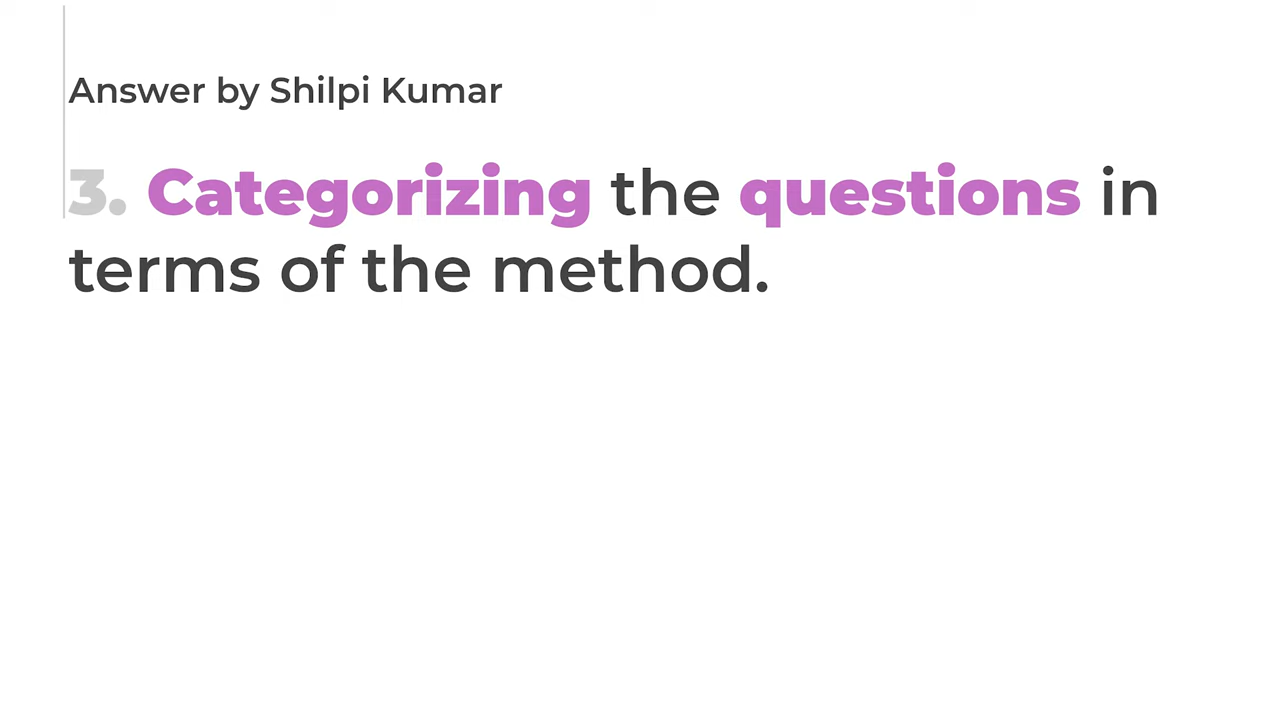 Answer by Shilpi Kumar
3. Categorizing the questions in
terms of the method.